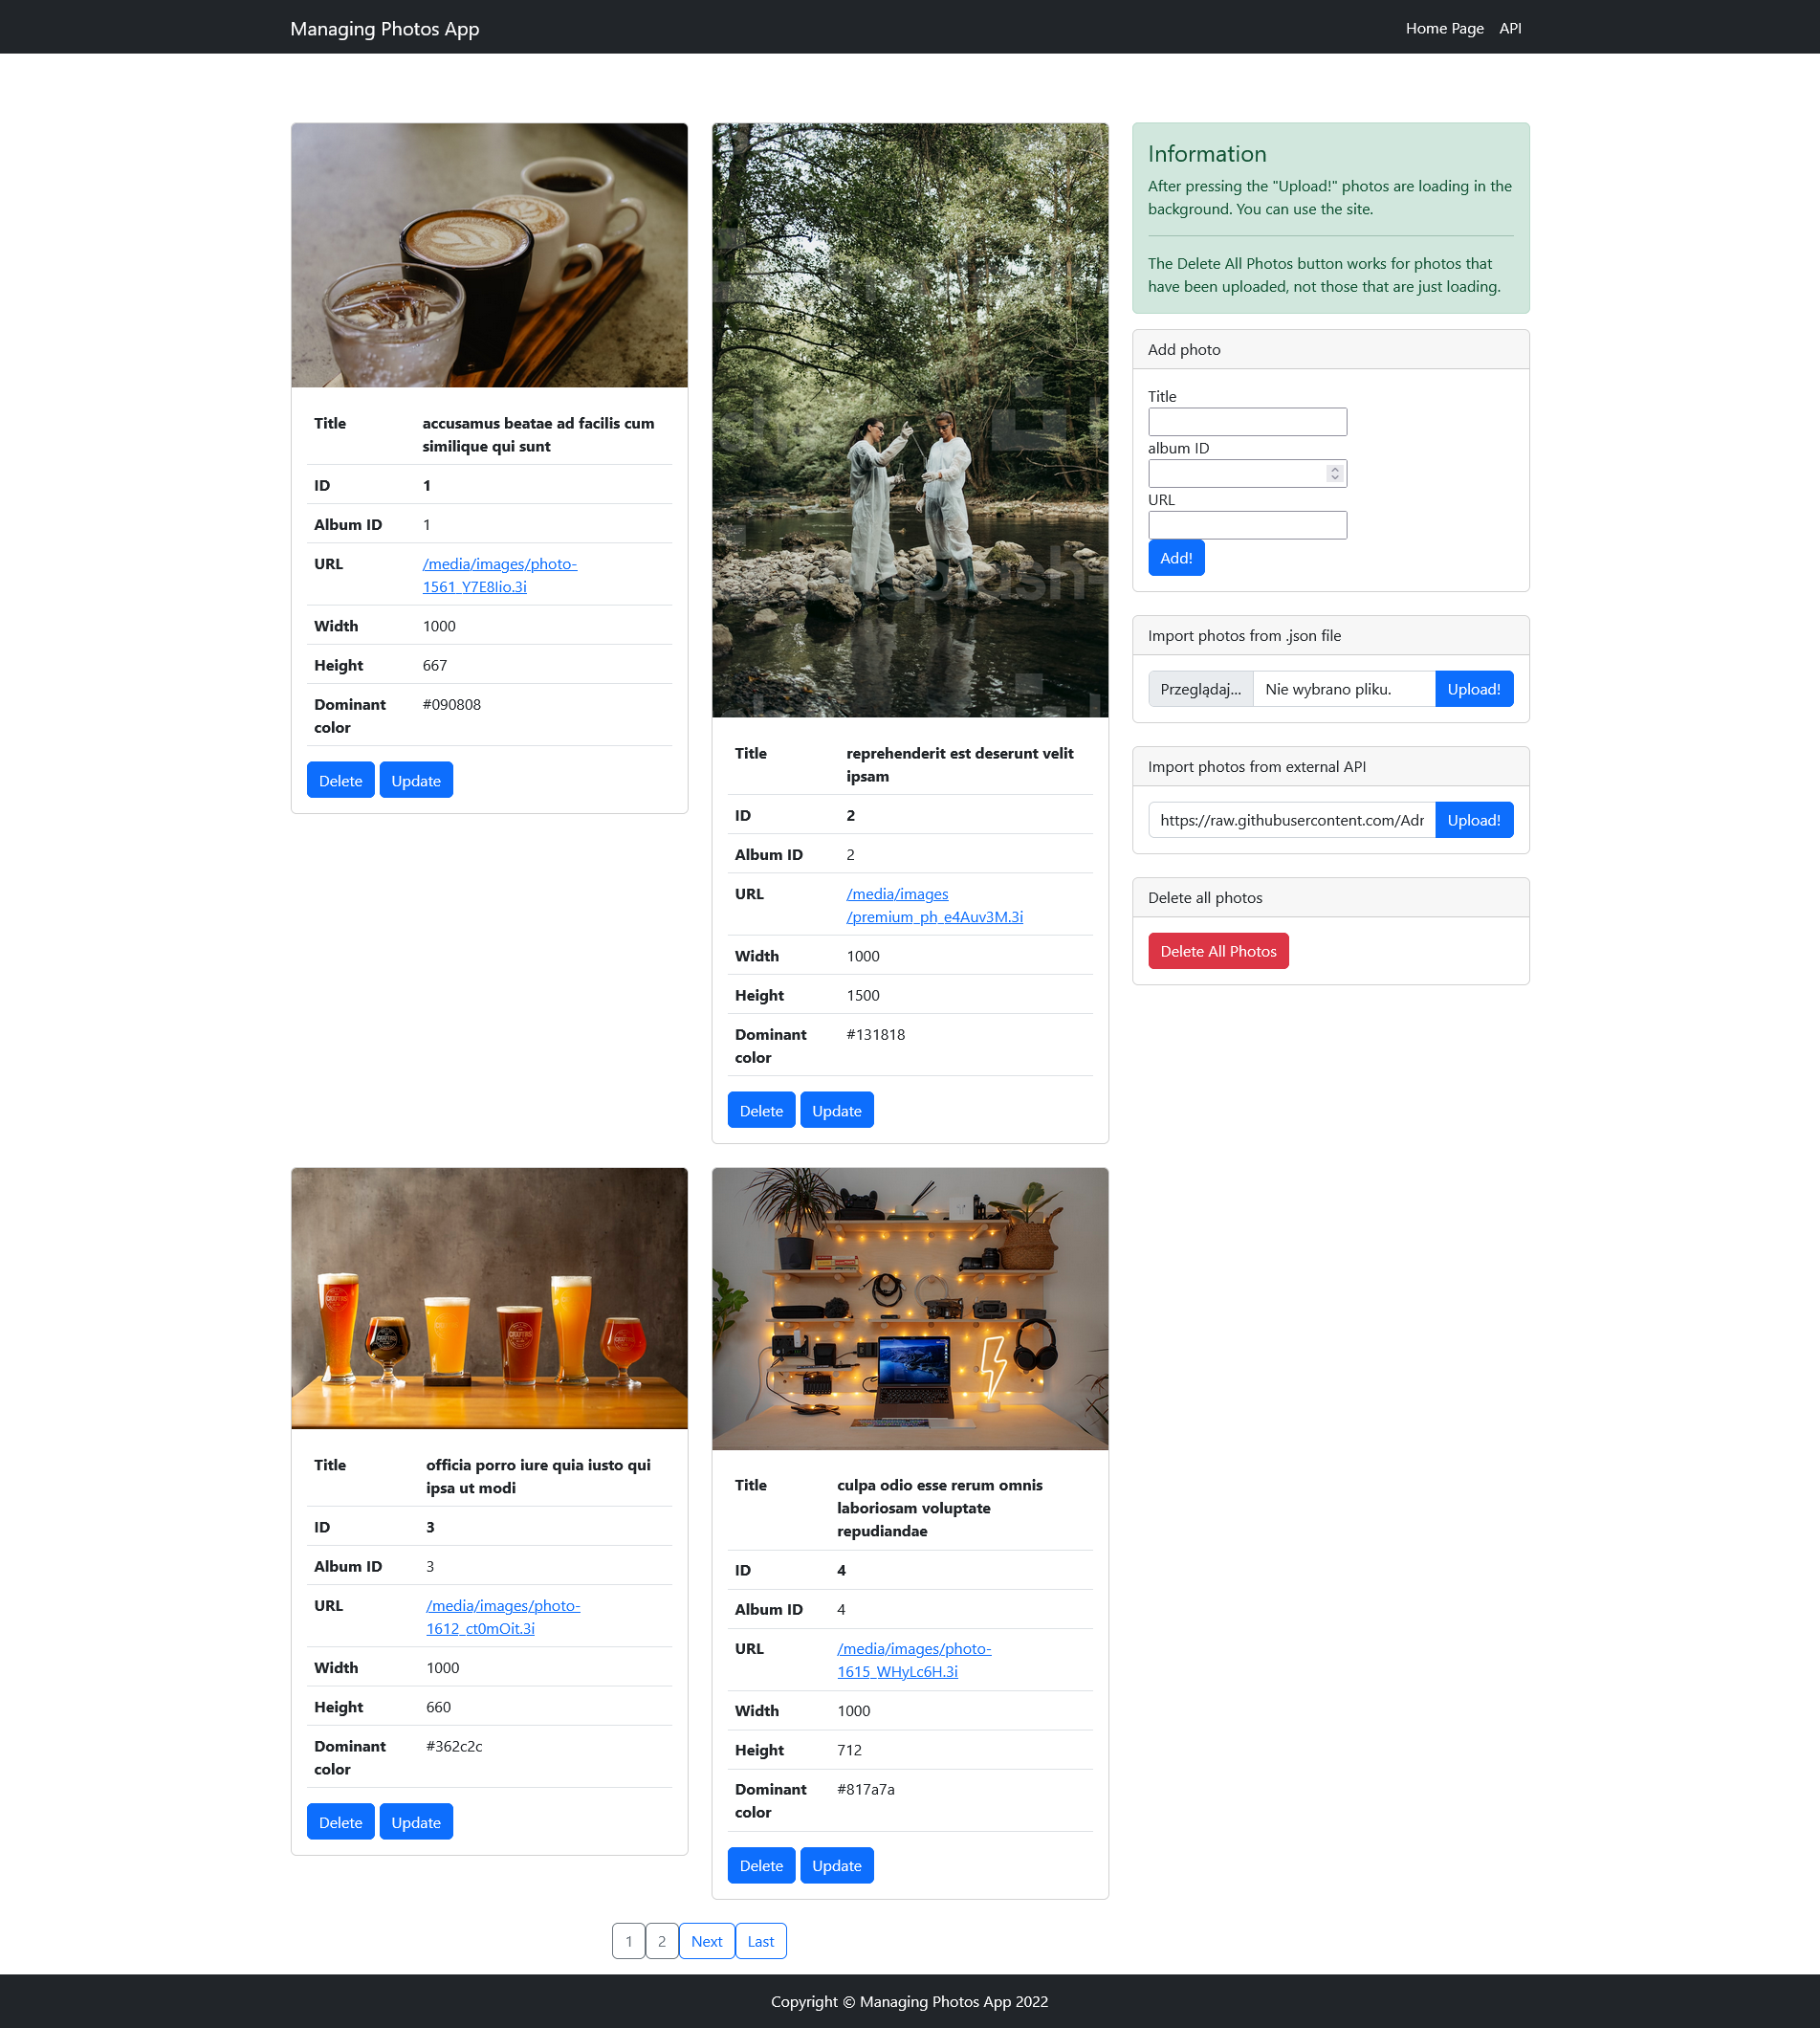 Managing Photos App
Home Page
API
Title
accusamus beatae ad facilis cum
similique qui sunt
ID
1
Album ID
1
URL
/media/images/photo-
1561_Y7E8lio.3i
Width
1000
Height
667
Dominant
color
#090808
Delete
Update
Title
reprehenderit est deserunt velit
ipsam
ID
2
Album ID
2
URL
/media/images
/premium_ph_e4Auv3M.3i
Width
1000
Height
1500
Dominant
color
#131818
Delete
Update
Information
After pressing the "Upload!" photos are loading in the
background. You can use the site.
The Delete All Photos button works for photos that
have been uploaded, not those that are just loading.
Add photo
Title
album ID
URL
Add!
Import photos from .json file
Przeglądaj...
Nie wybrano pliku.
Upload!
Import photos from external API
https://raw.githubusercontent.com/Adr
Upload!
Delete all photos
Delete All Photos
Title
officia porro iure quia iusto qui
ipsa ut modi
ID
3
Album ID
3
URL
/media/images/photo-
1612_ct0mOit.3i
Width
1000
Height
660
Dominant
color
#362c2c
Delete
Update
Title
culpa odio esse rerum omnis
laboriosam voluptate
repudiandae
ID
4
Album ID
4
URL
/media/images/photo-
1615_WHyLc6H.3i
Width
1000
Height
712
Dominant
color
#817a7a
Delete
Update
1
2
Next
Last
Copyright © Managing Photos App 2022